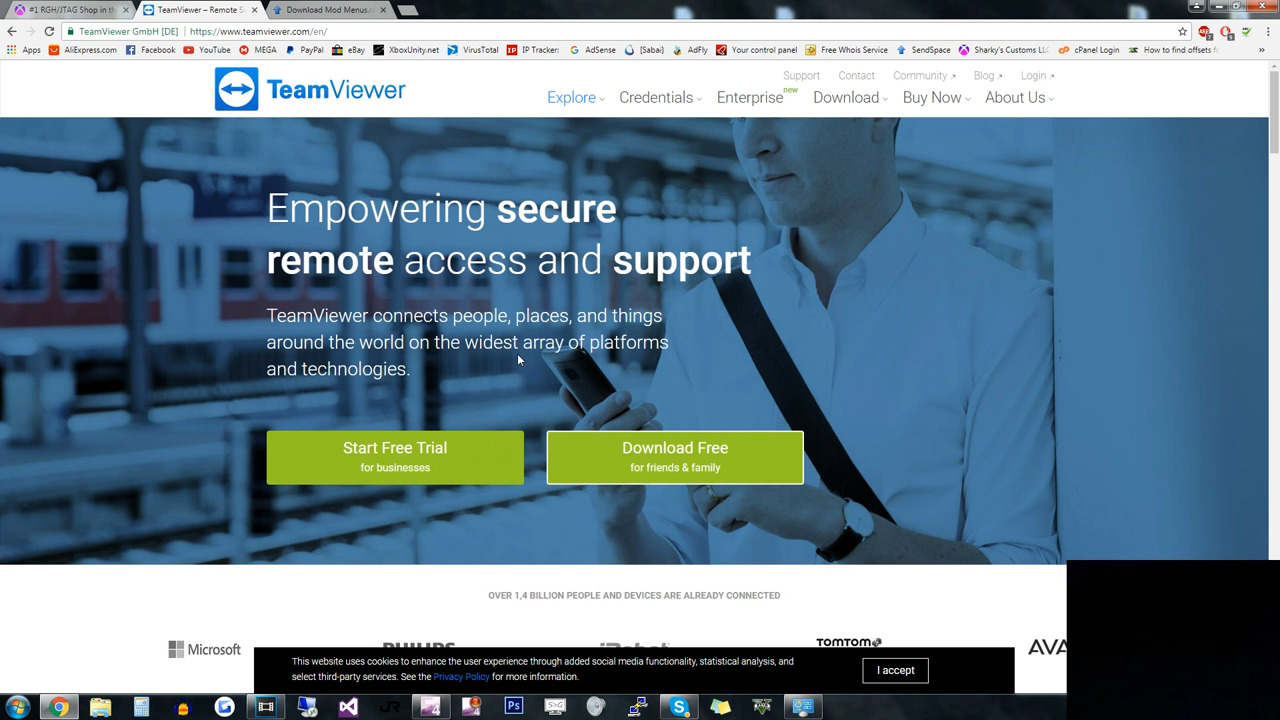 #1 RGH/JTAG Shop in th
TeamViewer – Remote S
Download Mod Menus.r
TeamViewer GmbH [DE]
https://www.teamviewer.com/en/
Apps
AliExpress.com
Facebook
YouTube
MEGA
PayPal
eBay
XboxUnity.net
VirusTotal
IP Tracker:
AdSense
[Sabai]
AdFly
Your control panel
Free Whois Service
SendSpace
Sharky's Customs LLC
cPanel Login
How to find offsets f
TeamViewer
Support
Contact
Community
Blog
Login
Explore
Credentials
Enterprise
new
Download
Buy Now
About Us
Empowering secure
remote access and support
TeamViewer connects people, places, and things
around the world on the widest array of platforms
and technologies.
Start Free Trial
for businesses
Download Free
for friends & family
OVER 1,4 BILLION PEOPLE AND DEVICES ARE ALREADY CONNECTED
Microsoft
PHILIPS
iRobot
TOMTOM
AVA
This website uses cookies to enhance the user experience through added social media functionality, statistical analysis, and
select third-party services. See the Privacy Policy for more information.
I accept
Ps